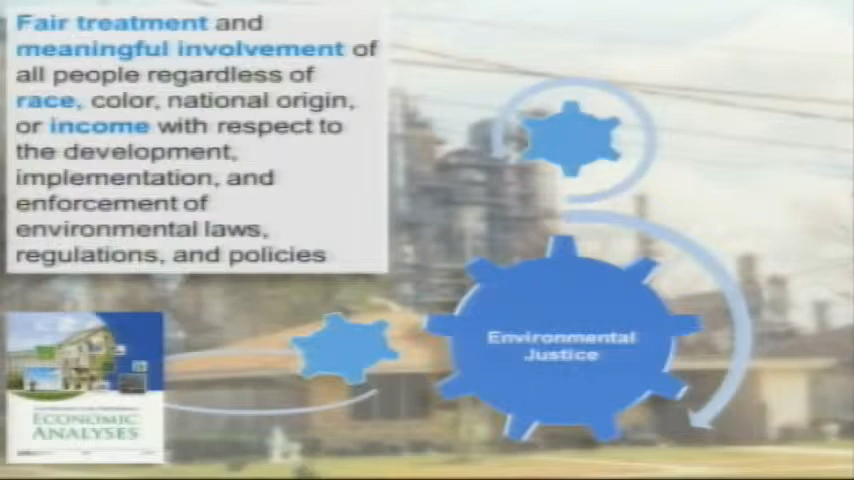 Fair treatment and
meaningful involvement of
all people regardless of
race, color, national origin,
or income with respect to
the development,
implementation, and
enforcement of
environmental laws,
regulations, and policies
Environmental
Justice
ECONOMIC
ANALYSES